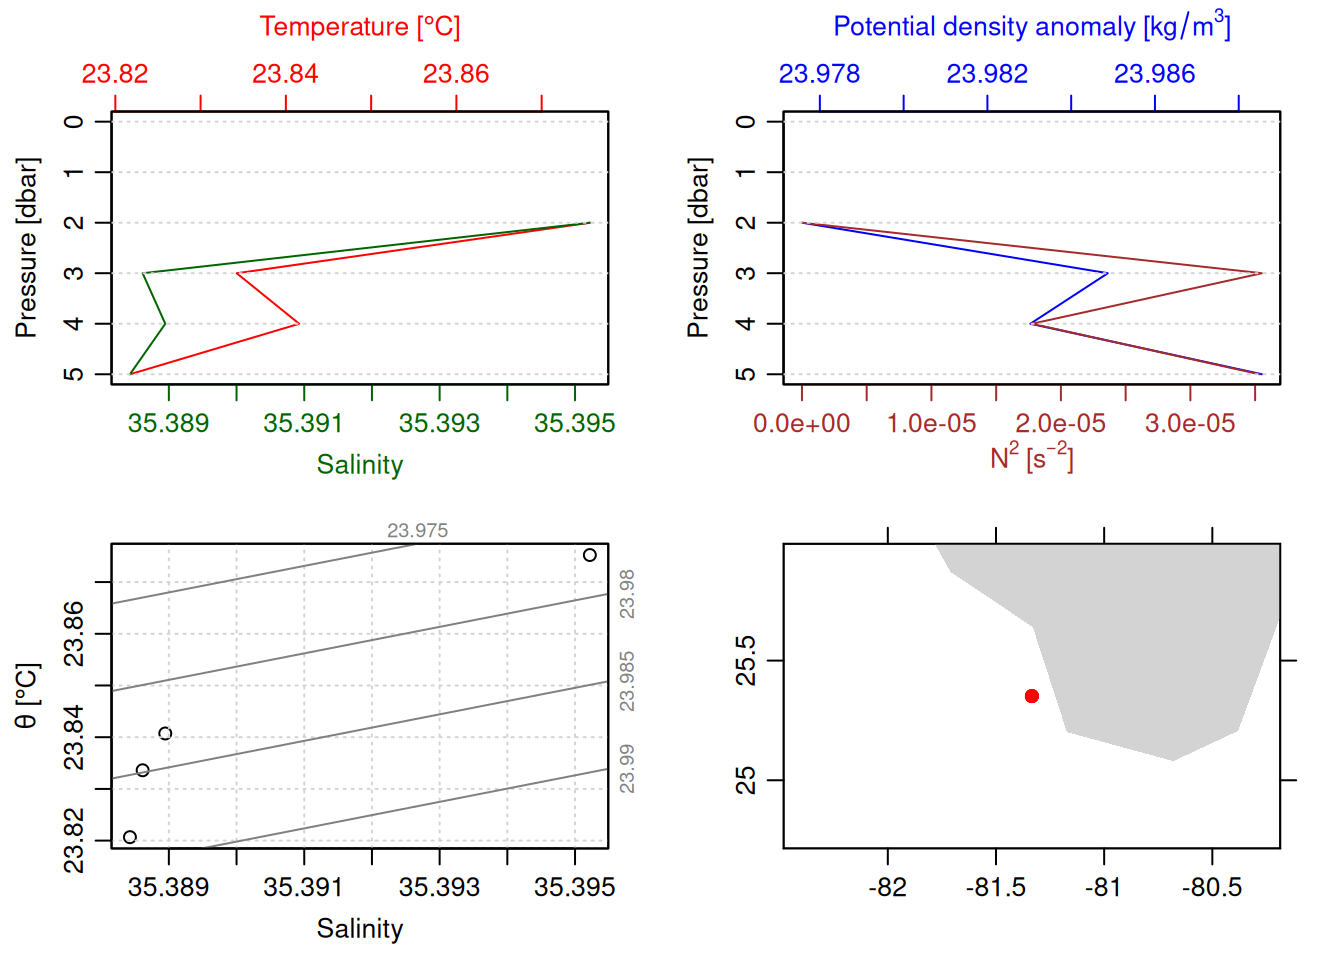 Temperature [°C]
23.82 23.84 23.86
0
1
2
3
4
5
Pressure [dbar]
35.389 35.391 35.393 35.395
Salinity
Potential density anomaly [kg/m³]
23.978 23.982 23.986
0
1
2
3
4
5
Pressure [dbar]
0.0e+00 1.0e-05 2.0e-05 3.0e-05
N² [s⁻²]
23.975
23.98
23.985
23.99
23.86
23.84
23.82
θ [°C]
35.389 35.391 35.393 35.395
Salinity
25.5
25
-82 -81.5 -81 -80.5